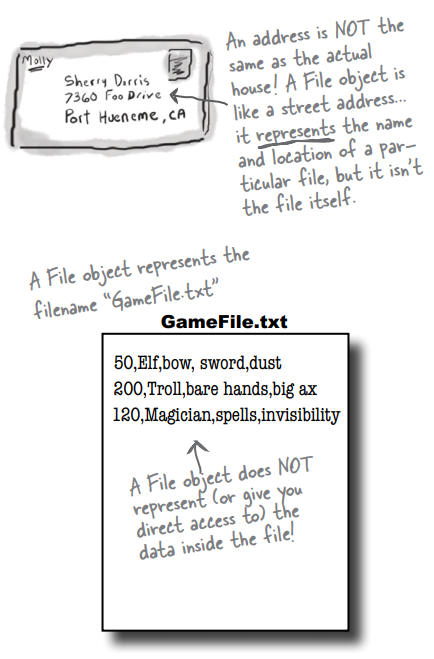 Molly
Sherry Dorris
7360 Foo Drive
Port Hueneme, CA
An address is NOT the
same as the actual
house! A File object is
like a street address...
it represents the name
and location of a par-
ticular file, but it isn't
the file itself.
A File object represents the
filename "GameFile.txt"
GameFile.txt
50,Elf,bow, sword,dust
200,Troll,bare hands,big ax
120,Magician,spells,invisibility
A File object does NOT
represent (or give you
direct access to) the
data inside the file!